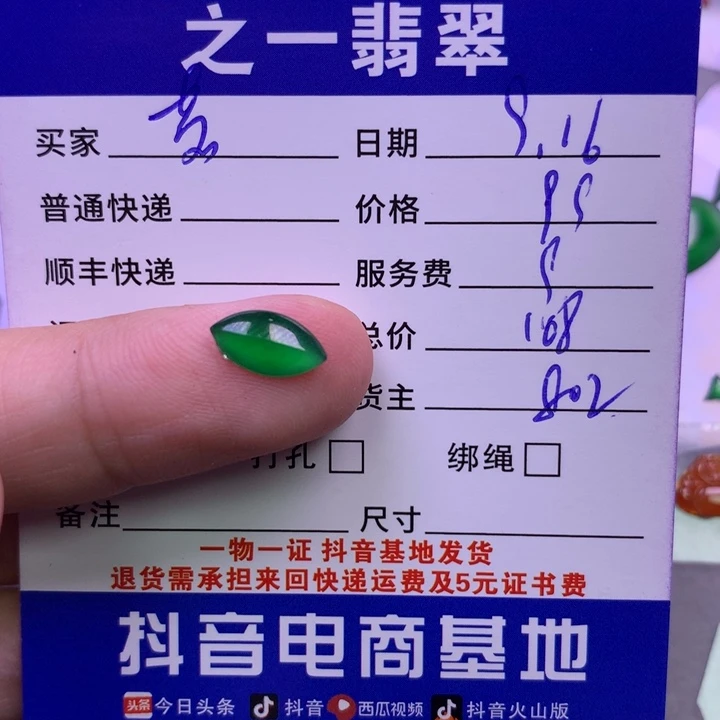 之一翡翠
买家 日期 9.16
普通快递 价格 95
顺丰快递 服务费
总价 108
货主 802
打孔 绑绳
备注 尺寸
一物一证 抖音基地发货
退货需承担来回快递运费及5元证书费
抖音电商基地
头条 今日头条 抖音 西瓜视频 抖音火山版